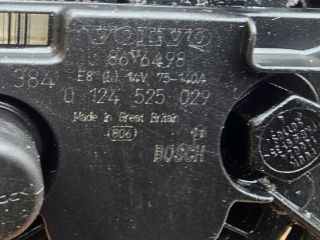 VOLVO
8676498
E8 (L) 14V 75-140A
384
0 124 525 029
Made in Great Britain
(806)
BOSCH